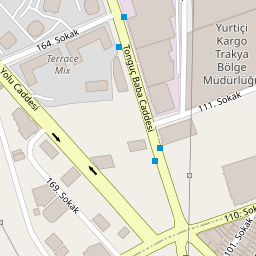 164. Sokak
Terrace
Mix
Yolu Caddesi
Tonguç Baba Caddesi
Yurtiçi
Kargo
Trakya
Bölge
Müdürlüğü
111. Sokak
169. Sokak
110. Sokak
101. Sokak